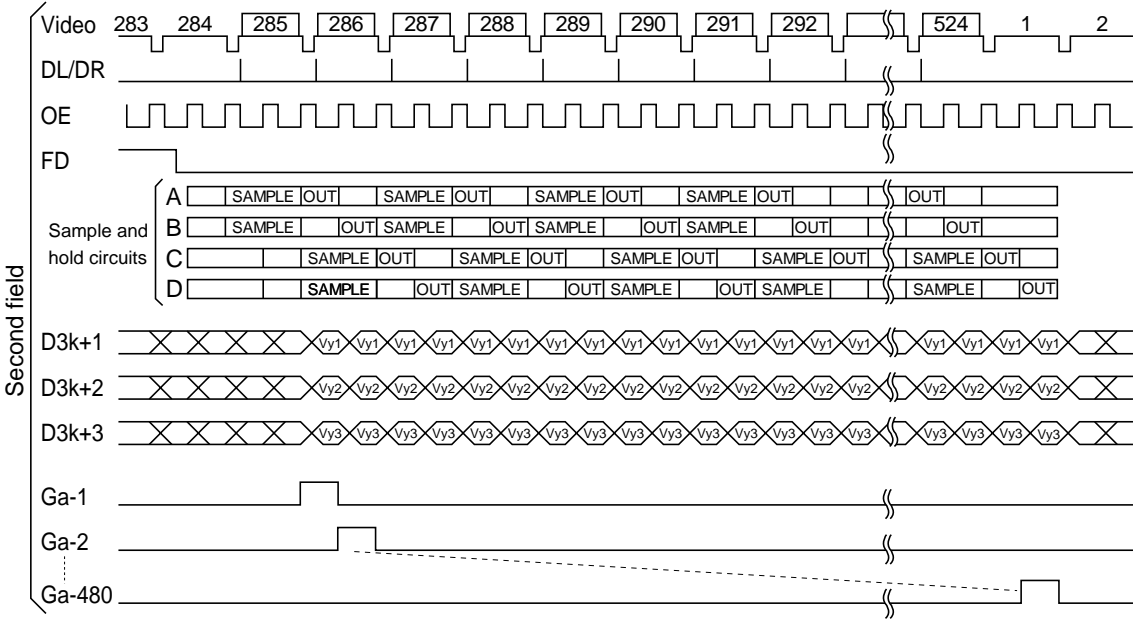 Video 283 284 285 286 287 288 289 290 291 292 524 1 2
DL/DR
OE
FD
Second field
Sample and
hold circuits
A SAMPLE OUT SAMPLE OUT SAMPLE OUT SAMPLE OUT OUT
B SAMPLE OUT SAMPLE OUT SAMPLE OUT SAMPLE OUT OUT
C SAMPLE OUT SAMPLE OUT SAMPLE OUT SAMPLE OUT SAMPLE OUT
D SAMPLE OUT SAMPLE OUT SAMPLE OUT SAMPLE SAMPLE OUT
D3k+1 Vy1 Vy1 Vy1 Vy1 Vy1 Vy1 Vy1 Vy1 Vy1 Vy1 Vy1 Vy1 Vy1 Vy1 Vy1 Vy1 Vy1 Vy1 Vy1
D3k+2 Vy2 Vy2 Vy2 Vy2 Vy2 Vy2 Vy2 Vy2 Vy2 Vy2 Vy2 Vy2 Vy2 Vy2 Vy2 Vy2 Vy2 Vy2 Vy2
D3k+3 Vy3 Vy3 Vy3 Vy3 Vy3 Vy3 Vy3 Vy3 Vy3 Vy3 Vy3 Vy3 Vy3 Vy3 Vy3 Vy3 Vy3 Vy3 Vy3
Ga-1
Ga-2
Ga-480